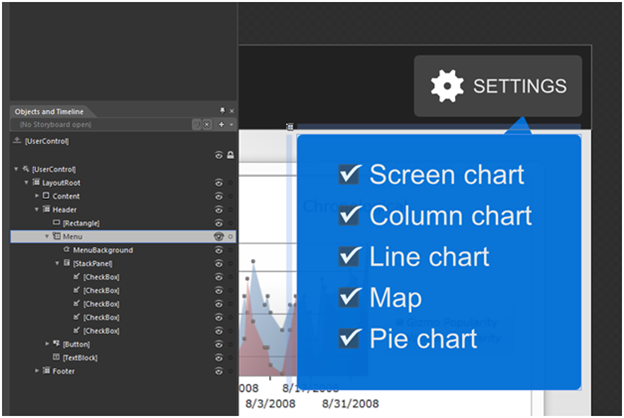 Objects and Timeline
(No Storyboard open)
[UserControl]
[UserControl]
LayoutRoot
Content
Header
[Rectangle]
Menu
MenuBackground
[StackPanel]
[CheckBox]
[CheckBox]
[CheckBox]
[CheckBox]
[CheckBox]
[Button]
[TextBlock]
Footer
SETTINGS
Screen chart
Column chart
Line chart
Map
Pie chart
2008
8/3/2008
8/31/2008